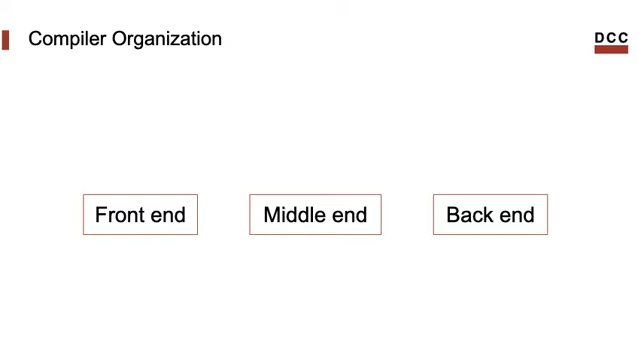 Compiler Organization
DCC
Front end
Middle end
Back end